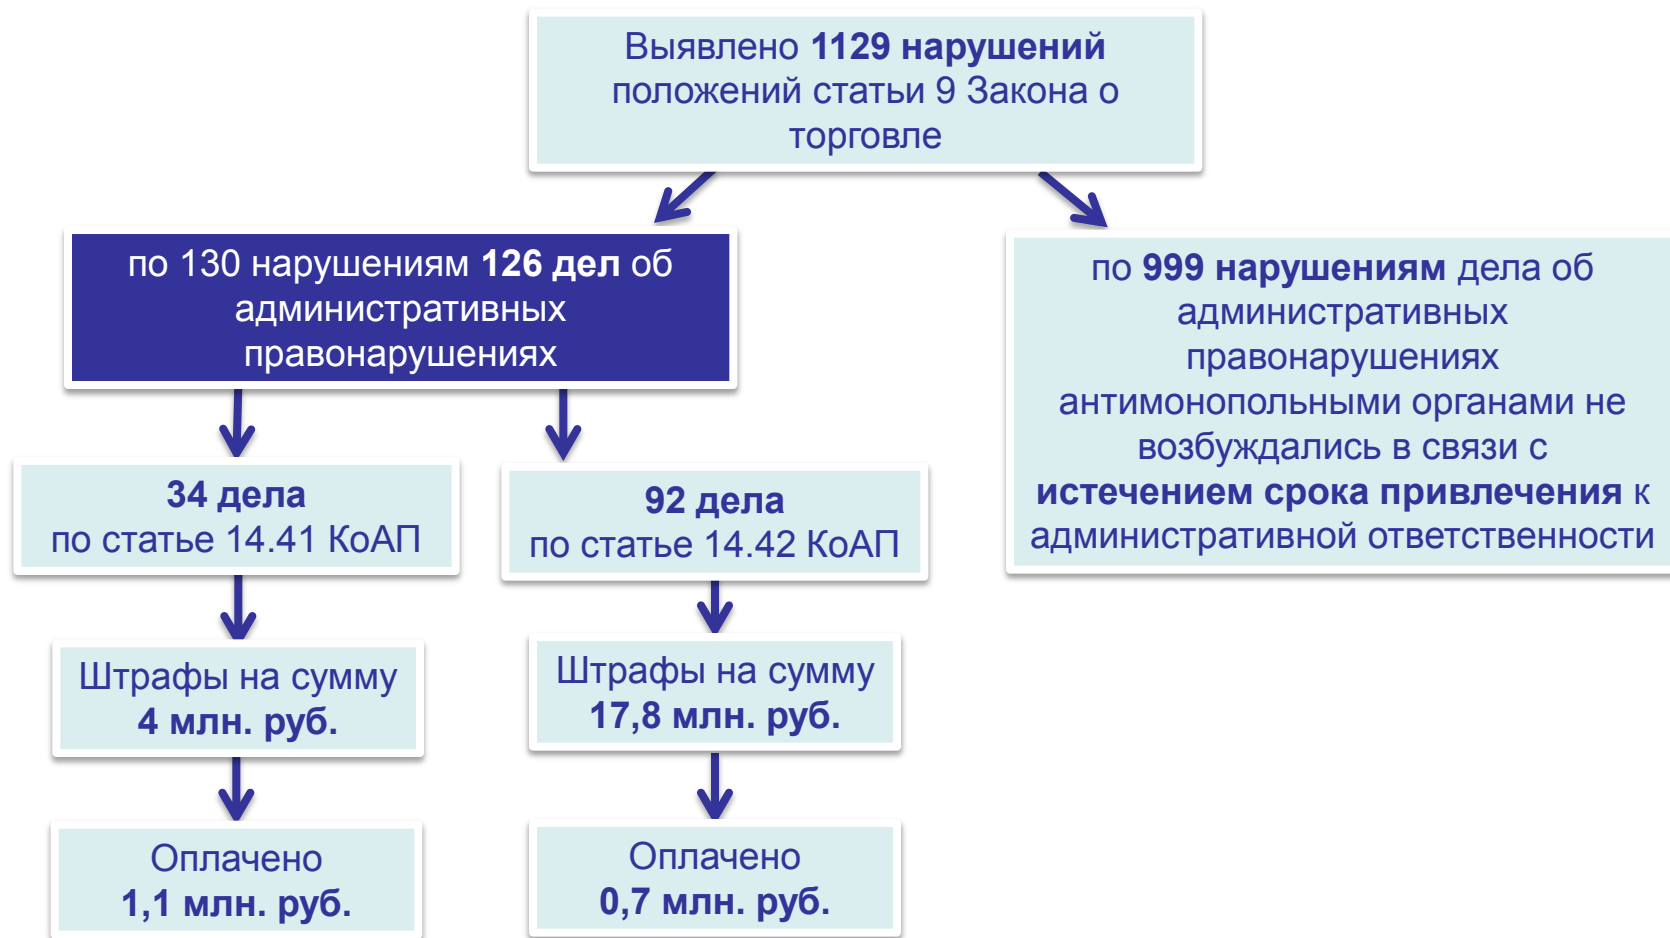 Выявлено 1129 нарушений
положений статьи 9 Закона о
торговле
по 130 нарушениям 126 дел об
административных
правонарушениях
по 999 нарушениям дела об
административных
правонарушениях
антимонопольными органами не
возбуждались в связи с
истечением срока привлечения к
административной ответственности
34 дела
по статье 14.41 КоАП
92 дела
по статье 14.42 КоАП
Штрафы на сумму
4 млн. руб.
Штрафы на сумму
17,8 млн. руб.
Оплачено
1,1 млн. руб.
Оплачено
0,7 млн. руб.